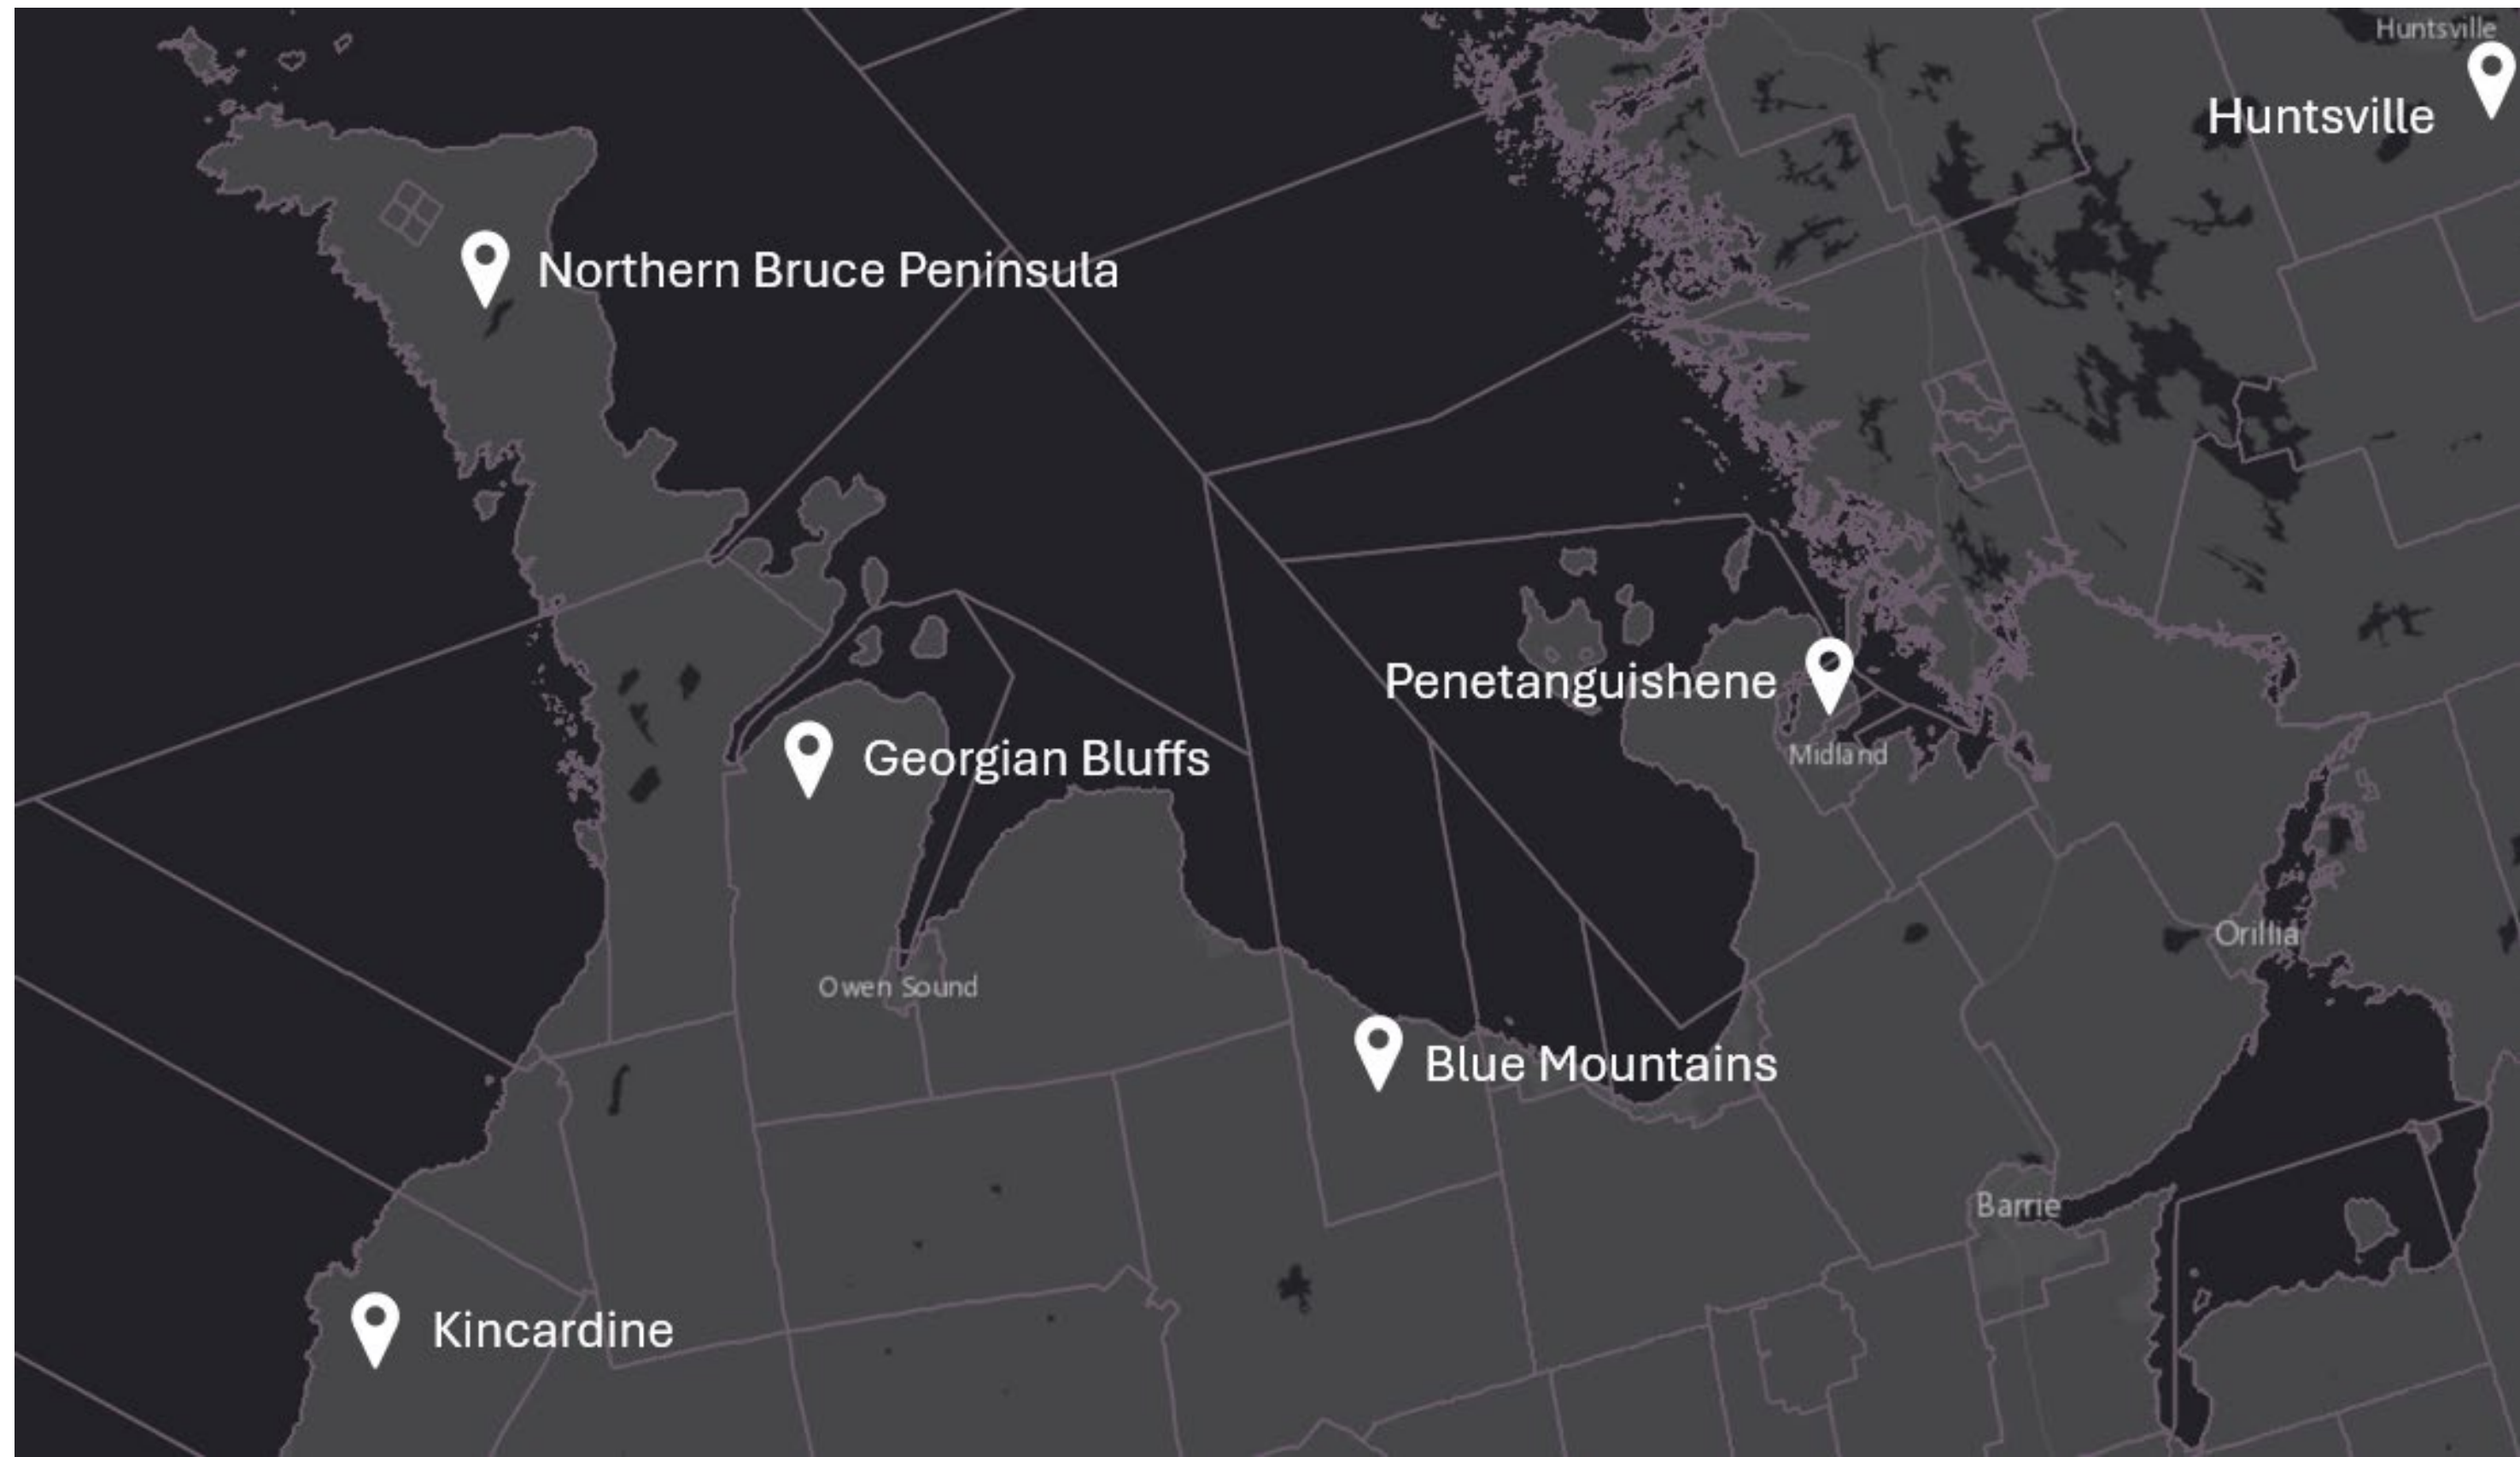 Huntsville
Huntsville
Northern Bruce Peninsula
Penetanguishene
Midland
Georgian Bluffs
Orillia
Owen Sound
Blue Mountains
Barrie
Kincardine